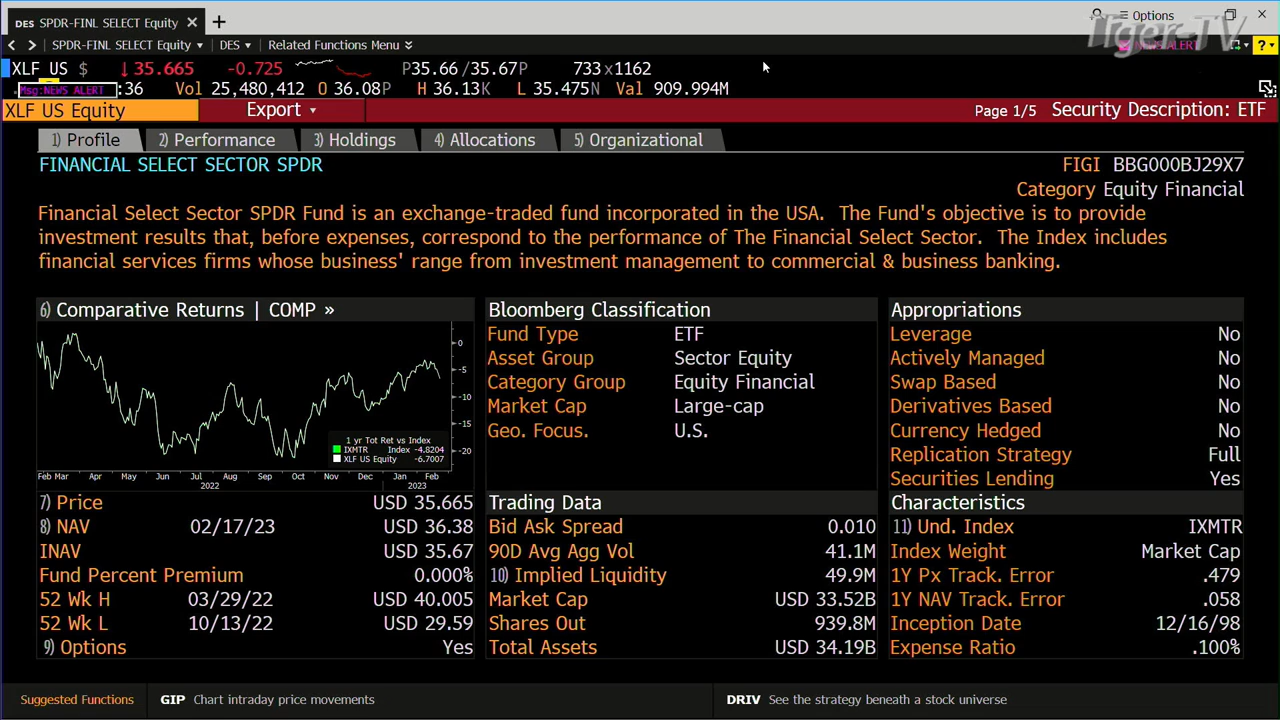 DES SPDR-FINL SELECT Equity × +
Options
Tiger-TV
< > SPDR-FINL SELECT Equity ▾ DES ▾ Related Functions Menu
NEWS ALERT
?
XLF US $ ↓35.665 -0.725 P35.66/35.67P 733x1162
Msg:NEWS ALERT :36 Vol 25,480,412 O 36.08P H 36.13K L 35.475N Val 909.994M
XLF US Equity Export ▾ Page 1/5 Security Description: ETF
1) Profile 2) Performance 3) Holdings 4) Allocations 5) Organizational
FINANCIAL SELECT SECTOR SPDR FIGI BBG000BJ29X7
Category Equity Financial
Financial Select Sector SPDR Fund is an exchange-traded fund incorporated in the USA. The Fund's objective is to provide
investment results that, before expenses, correspond to the performance of The Financial Select Sector. The Index includes
financial services firms whose business' range from investment management to commercial & business banking.
6) Comparative Returns | COMP »
0
-5
-10
-15
-20
1 yr Tot Ret vs Index
IXMTR Index -4.8204
XLF US Equity -6.7007
Feb Mar Apr May Jun Jul Aug Sep Oct Nov Dec Jan Feb
2022 2023
Bloomberg Classification
Fund Type ETF
Asset Group Sector Equity
Category Group Equity Financial
Market Cap Large-cap
Geo. Focus. U.S.
Appropriations
Leverage No
Actively Managed No
Swap Based No
Derivatives Based No
Currency Hedged No
Replication Strategy Full
Securities Lending Yes
7) Price USD 35.665
8) NAV 02/17/23 USD 36.38
INAV USD 35.67
Fund Percent Premium 0.000%
52 Wk H 03/29/22 USD 40.005
52 Wk L 10/13/22 USD 29.59
9) Options Yes
Trading Data
Bid Ask Spread 0.010
90D Avg Agg Vol 41.1M
10) Implied Liquidity 49.9M
Market Cap USD 33.52B
Shares Out 939.8M
Total Assets USD 34.19B
Characteristics
11) Und. Index IXMTR
Index Weight Market Cap
1Y Px Track. Error .479
1Y NAV Track. Error .058
Inception Date 12/16/98
Expense Ratio .100%
Suggested Functions GIP Chart intraday price movements DRIV See the strategy beneath a stock universe